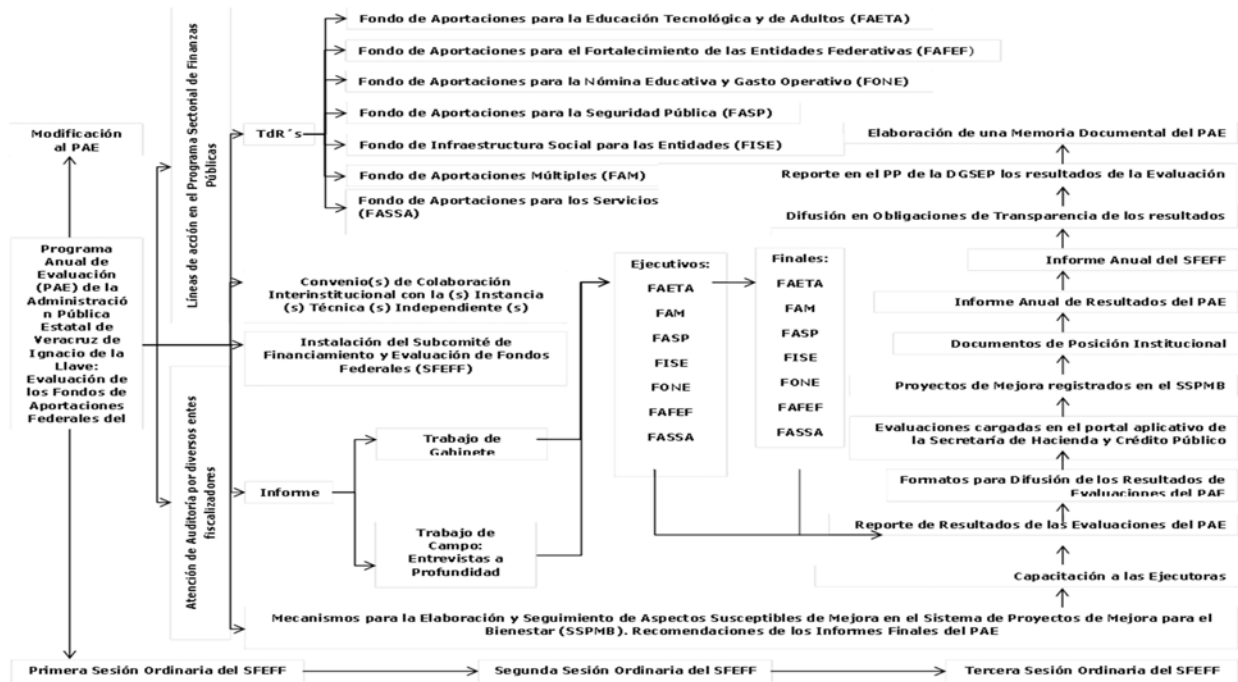 Modificación
al PAE
Programa
Anual de
Evaluación
(PAE) de la
Administració
n Pública
Estatal de
Veracruz de
Ignacio de la
Llave:
Evaluación de
los Fondos de
Aportaciones
Federales del
Líneas de acción en el Programa Sectorial de Finanzas
Públicas
Atención de Auditoría por diversos entes
fiscalizadores
TdR´s
Fondo de Aportaciones para la Educación Tecnológica y de Adultos (FAETA)
Fondo de Aportaciones para el Fortalecimiento de las Entidades Federativas (FAFEF)
Fondo de Aportaciones para la Nómina Educativa y Gasto Operativo (FONE)
Fondo de Aportaciones para la Seguridad Pública (FASP)
Fondo de Infraestructura Social para las Entidades (FISE)
Fondo de Aportaciones Múltiples (FAM)
Fondo de Aportaciones para los Servicios
(FASSA)
Convenio(s) de Colaboración
Interinstitucional con la (s) Instancia
(s) Técnica (s) Independiente (s)
Instalación del Subcomité de
Financiamiento y Evaluación de Fondos
Federales (SFEFF)
Informe
Trabajo de
Gabinete
Trabajo de
Campo:
Entrevistas a
Profundidad
Ejecutivos:
FAETA
FAM
FASP
FISE
FONE
FAFEF
FASSA
Finales:
FAETA
FAM
FASP
FISE
FONE
FAFEF
FASSA
Elaboración de una Memoria Documental del PAE
Reporte en el PP de la DGSEP los resultados de la Evaluación
Difusión en Obligaciones de Transparencia de los resultados
Informe Anual del SFEFF
Informe Anual de Resultados del PAE
Documentos de Posición Institucional
Proyectos de Mejora registrados en el SSPMB
Evaluaciones cargadas en el portal aplicativo de
la Secretaría de Hacienda y Crédito Público
Formatos para Difusión de los Resultados de
Evaluaciones del PAE
Reporte de Resultados de las Evaluaciones del PAE
Capacitación a las Ejecutoras
Mecanismos para la Elaboración y Seguimiento de Aspectos Susceptibles de Mejora en el Sistema de Proyectos de Mejora para el
Bienestar (SSPMB). Recomendaciones de los Informes Finales del PAE
Primera Sesión Ordinaria del SFEFF
Segunda Sesión Ordinaria del SFEFF
Tercera Sesión Ordinaria del SFEFF